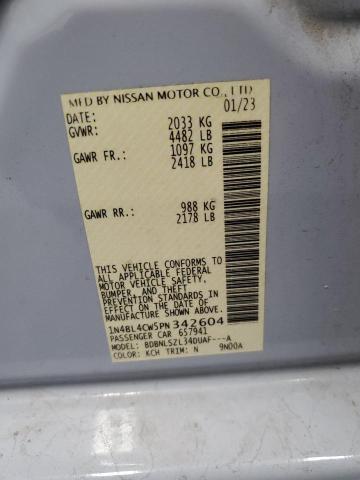 MFD BY NISSAN MOTOR CO., LTD
DATE: 01/23
GVWR: 2033 KG
4482 LB
GAWR FR.: 1097 KG
2418 LB
GAWR RR.: 988 KG
2178 LB
THIS VEHICLE CONFORMS TO
ALL APPLICABLE FEDERAL
MOTOR VEHICLE SAFETY,
BUMPER, AND THEFT
PREVENTION STANDARDS IN
EFFECT ON THE DATE OF
MANUFACTURE SHOWN ABOVE.
1N4BL4CW5PN 342604
PASSENGER CAR 657941
MODEL: BDBNLSZL34DUAF---A
COLOR: KCH TRIM: N 9N00A